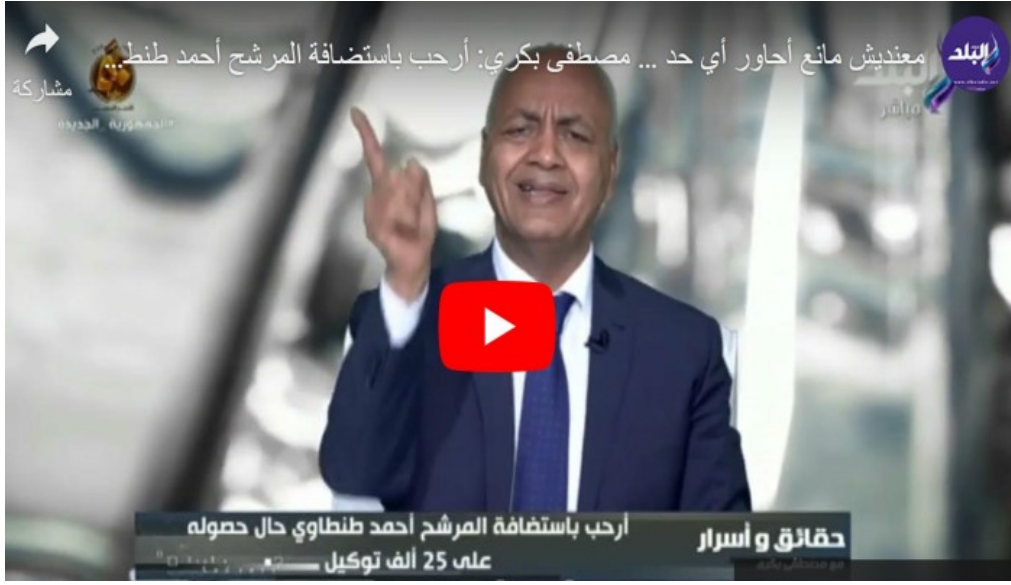 معنديش مانع أحاور أي حد ... مصطفى بكري: أرحب باستضافة المرشح أحمد طنط...
البلد
مشاركة
مباشر
الجمهورية_الجديدة
أرحب باستضافة المرشح أحمد طنطاوي حال حصوله
على 25 ألف توكيل
حقائق و أسرار
مع مصطفى بكري